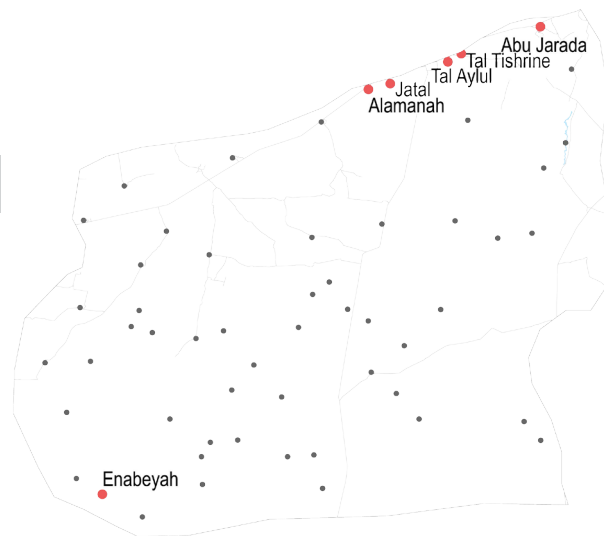 Abu Jarada
Tal Tishrine
Tal Aylul
Jatal
Alamanah
Enabeyah